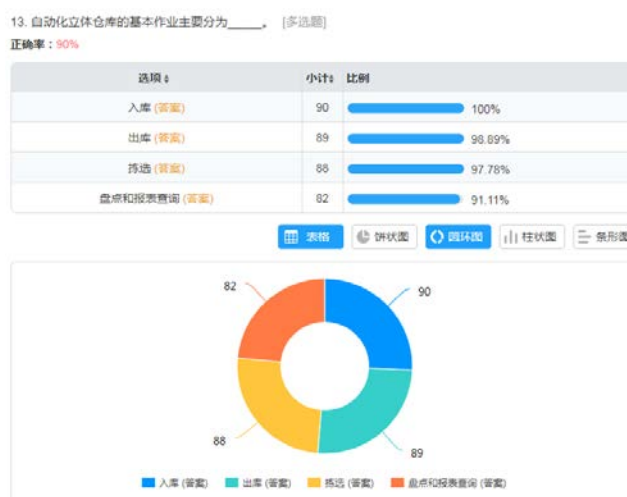 13. 自动化立体仓库的基本作业主要分为_____。 [多选题]
正确率：90%
选项 小计 比例
入库 (答案) 90 100%
出库 (答案) 89 98.89%
拣选 (答案) 88 97.78%
盘点和报表查询 (答案) 82 91.11%
表格 饼状图 圆环图 柱状图 条形图
82 90
88 89
入库 (答案) 出库 (答案) 拣选 (答案) 盘点和报表查询 (答案)